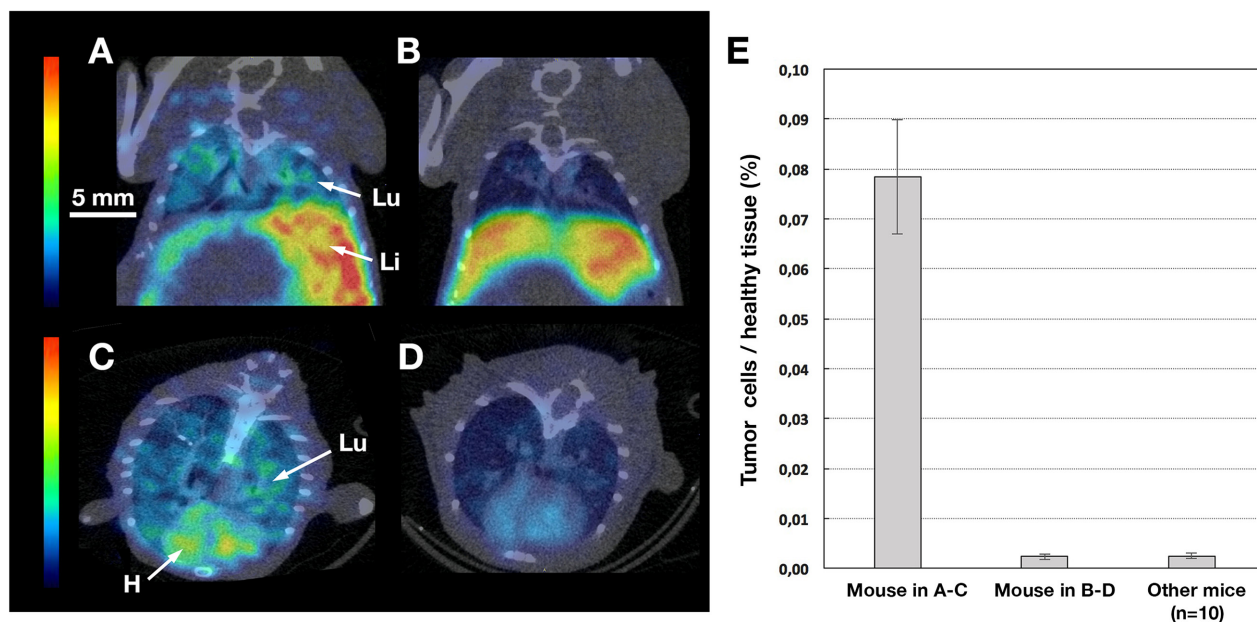 A
B
5 mm
Lu
Li
C
D
Lu
H
E
Tumor cells / healthy tissue (%)
0,10
0,09
0,08
0,07
0,06
0,05
0,04
0,03
0,02
0,01
0,00
Mouse in A-C
Mouse in B-D
Other mice
(n=10)